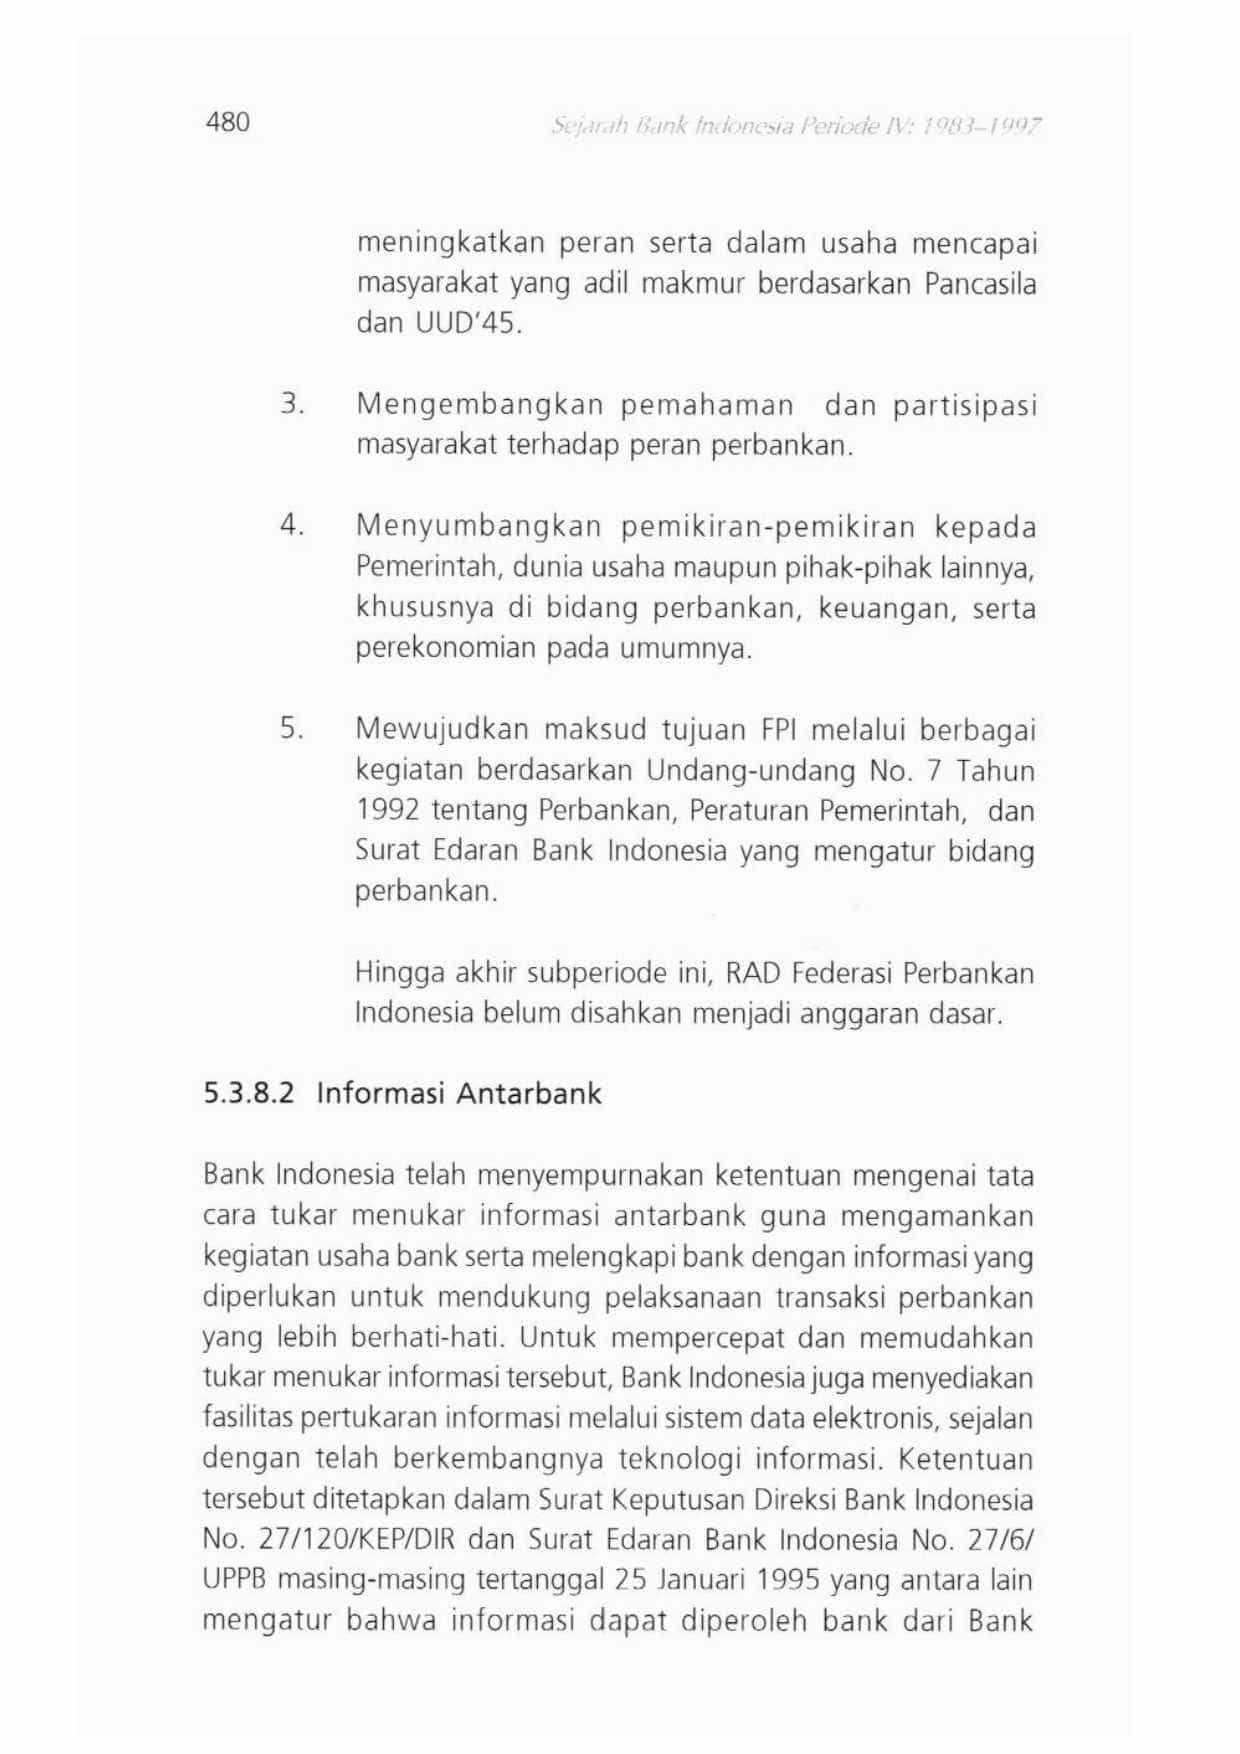 480
Sejarah Bank Indonesia Periode IV: 1983–1997
meningkatkan peran serta dalam usaha mencapai
masyarakat yang adil makmur berdasarkan Pancasila
dan UUD'45.
3. Mengembangkan pemahaman dan partisipasi
masyarakat terhadap peran perbankan.
4. Menyumbangkan pemikiran-pemikiran kepada
Pemerintah, dunia usaha maupun pihak-pihak lainnya,
khususnya di bidang perbankan, keuangan, serta
perekonomian pada umumnya.
5. Mewujudkan maksud tujuan FPI melalui berbagai
kegiatan berdasarkan Undang-undang No. 7 Tahun
1992 tentang Perbankan, Peraturan Pemerintah, dan
Surat Edaran Bank Indonesia yang mengatur bidang
perbankan.
Hingga akhir subperiode ini, RAD Federasi Perbankan
Indonesia belum disahkan menjadi anggaran dasar.
5.3.8.2 Informasi Antarbank
Bank Indonesia telah menyempurnakan ketentuan mengenai tata
cara tukar menukar informasi antarbank guna mengamankan
kegiatan usaha bank serta melengkapi bank dengan informasi yang
diperlukan untuk mendukung pelaksanaan transaksi perbankan
yang lebih berhati-hati. Untuk mempercepat dan memudahkan
tukar menukar informasi tersebut, Bank Indonesia juga menyediakan
fasilitas pertukaran informasi melalui sistem data elektronis, sejalan
dengan telah berkembangnya teknologi informasi. Ketentuan
tersebut ditetapkan dalam Surat Keputusan Direksi Bank Indonesia
No. 27/120/KEP/DIR dan Surat Edaran Bank Indonesia No. 27/6/
UPPB masing-masing tertanggal 25 Januari 1995 yang antara lain
mengatur bahwa informasi dapat diperoleh bank dari Bank